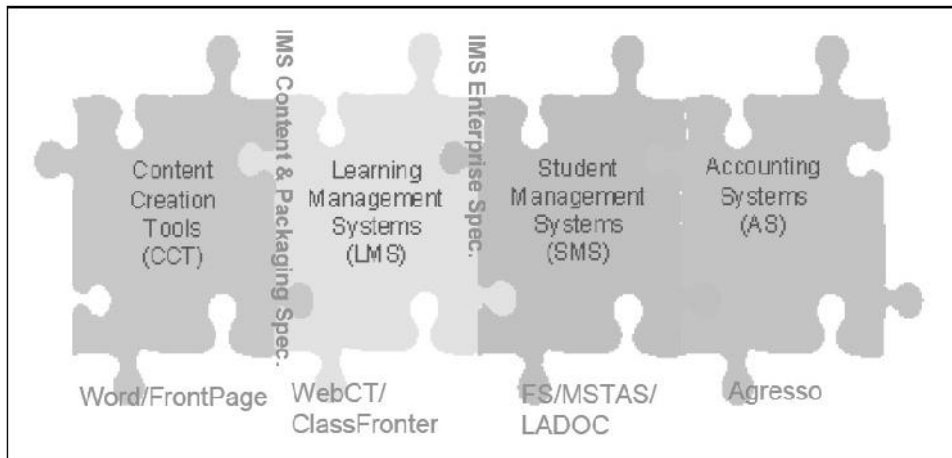 Content
Creation
Tools
(CCT)
IMS Content & Packaging Spec.
Learning
Management
Systems
(LMS)
IMS Enterprise Spec.
Student
Management
Systems
(SMS)
Accounting
Systems
(AS)
Word/FrontPage
WebCT/
ClassFronter
FS/MSTAS/
LADOC
Agresso